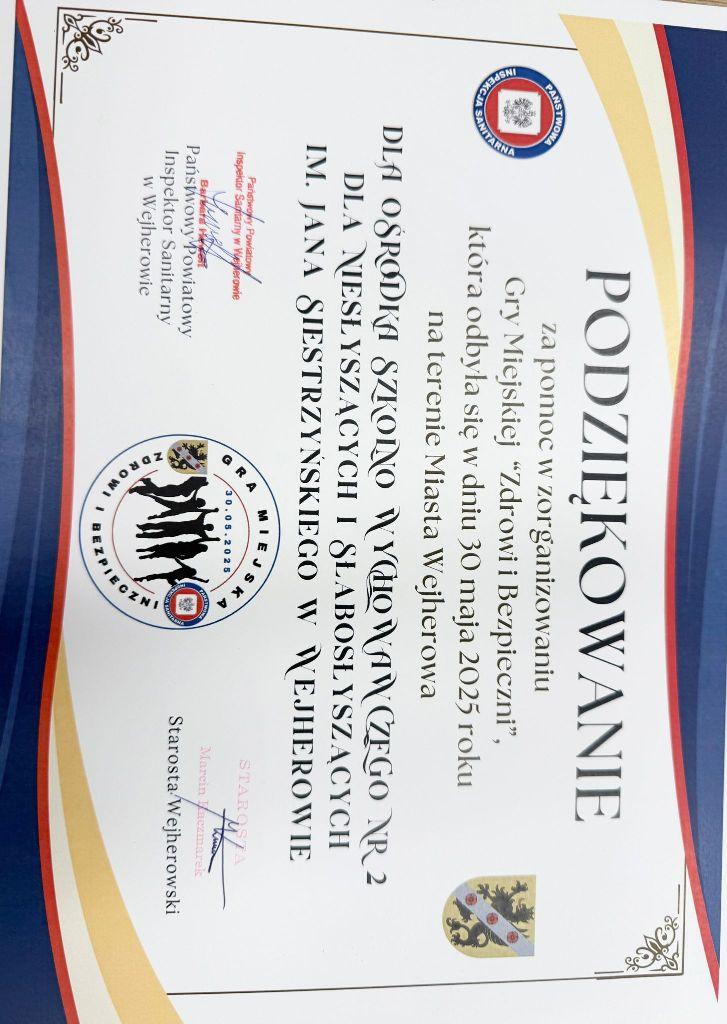 PAŃSTWOWA
INSPEKCJA SANITARNA
PODZIĘKOWANIE
za pomoc w zorganizowaniu
Gry Miejskiej “Zdrowi i Bezpieczni”,
która odbyła się w dniu 30 maja 2025 roku
na terenie Miasta Wejherowa
DLA OŚRODKA SZKOLNO WYCHOWAWCZEGO NR 2
DLA NIESŁYSZĄCYCH I SŁABOSŁYSZĄCYCH
IM. JANA SIESTRZYŃSKIEGO W WEJHEROWIE
Państwowy Powiatowy
Inspektor Sanitarny w Wejherowie
Barbara
Państwowy Powiatowy
Inspektor Sanitarny
w Wejherowie
GRA MIEJSKA
30.05.2025
ZDROWI I BEZPIECZNI
STAROSTA
Marcin Kaczmarek
Starosta Wejherowski